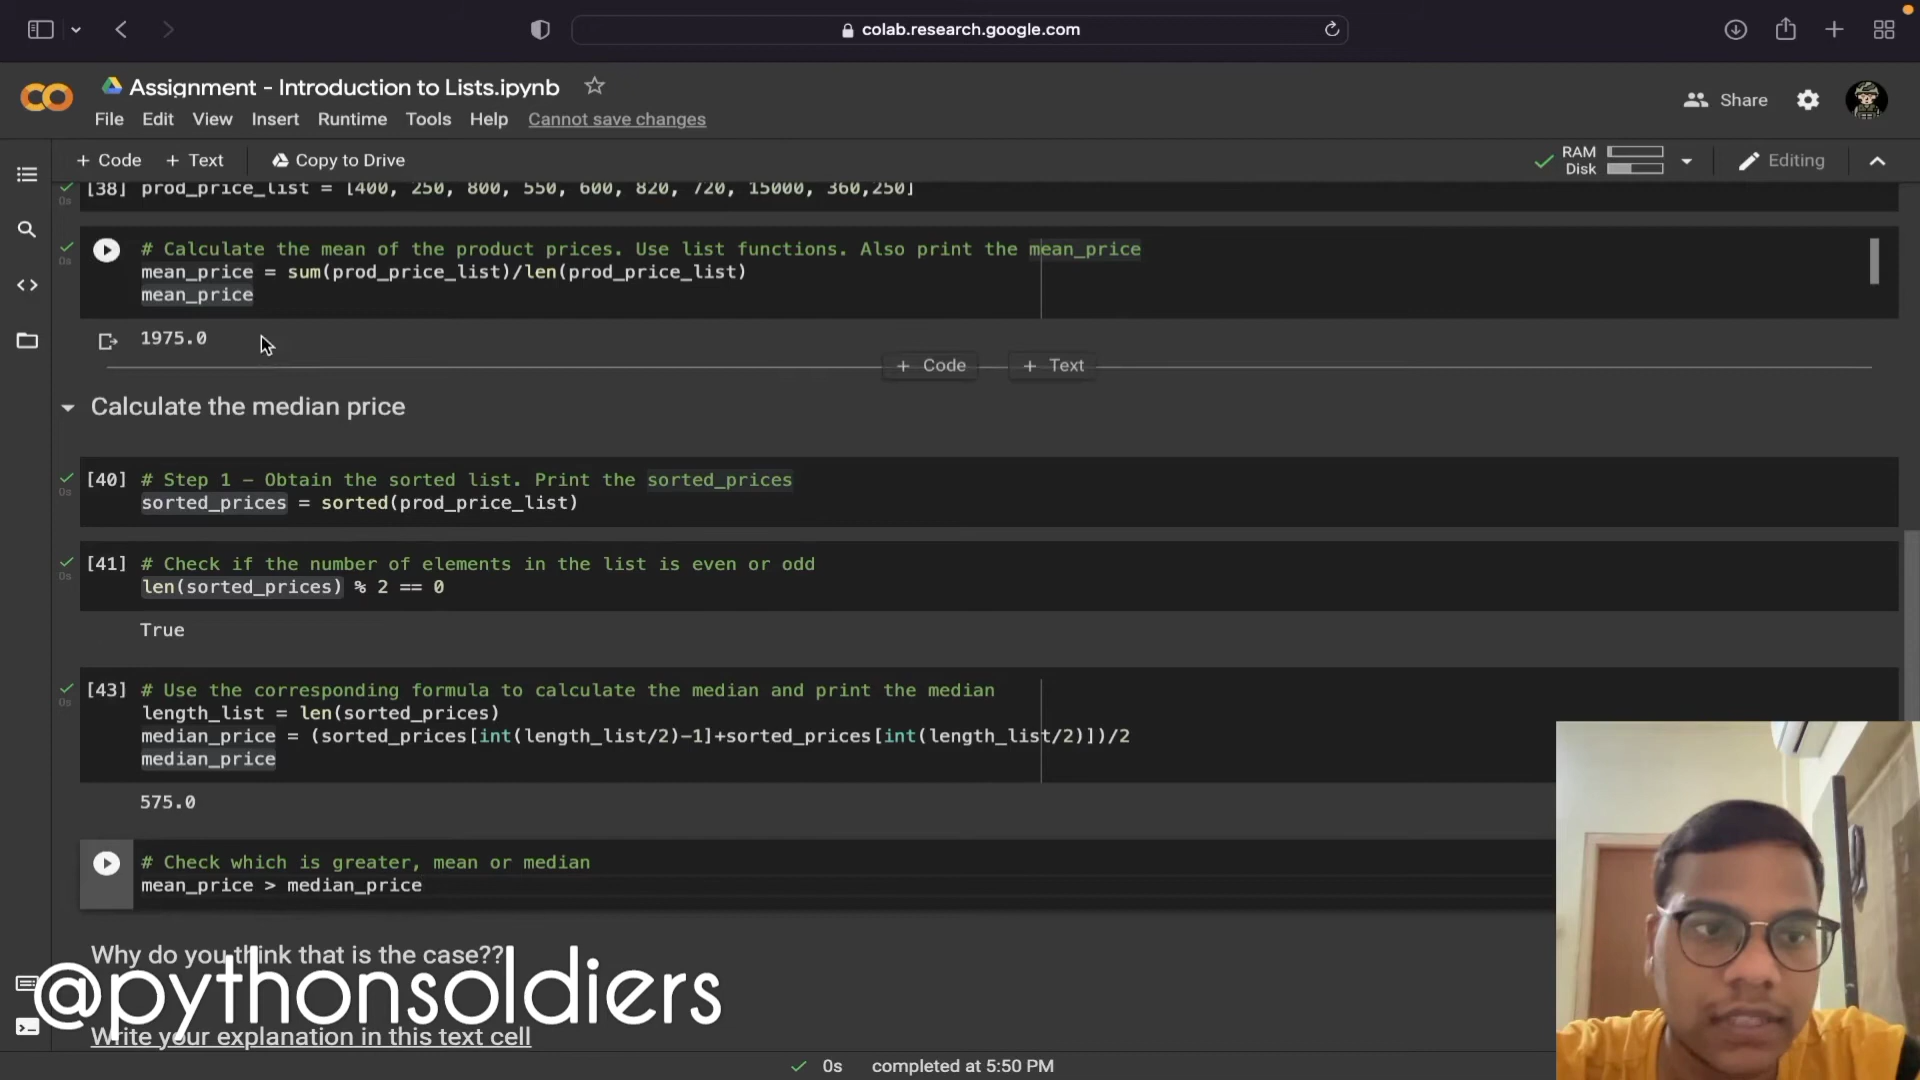 colab.research.google.com
CO Assignment - Introduction to Lists.ipynb
File Edit View Insert Runtime Tools Help Cannot save changes
Share
+ Code + Text Copy to Drive
RAM
Disk
Editing
[38] prod_price_list = [400, 250, 800, 550, 600, 820, 720, 15000, 360,250]
0s
# Calculate the mean of the product prices. Use list functions. Also print the mean_price
0s
mean_price = sum(prod_price_list)/len(prod_price_list)
mean_price
1975.0
+ Code + Text
Calculate the median price
[40] # Step 1 – Obtain the sorted list. Print the sorted_prices
0s
sorted_prices = sorted(prod_price_list)
[41] # Check if the number of elements in the list is even or odd
0s
len(sorted_prices) % 2 == 0
True
[43] # Use the corresponding formula to calculate the median and print the median
0s
length_list = len(sorted_prices)
median_price = (sorted_prices[int(length_list/2)-1]+sorted_prices[int(length_list/2)])/2
median_price
575.0
# Check which is greater, mean or median
mean_price > median_price
Why do you think that is the case??
@pythonsoldiers
Write your explanation in this text cell
0s completed at 5:50 PM